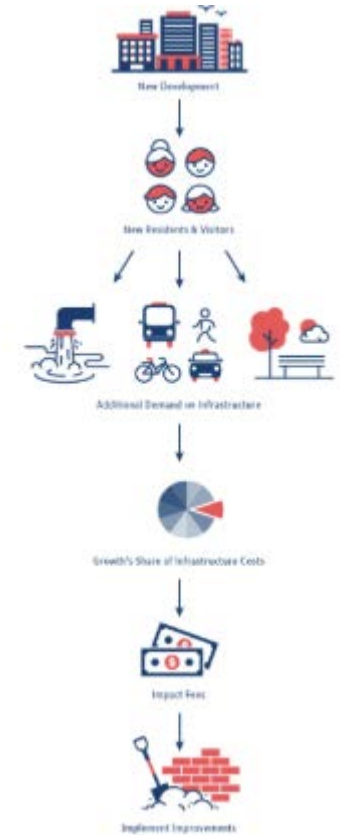 New Development
New Residents & Visitors
Additional Demand on Infrastructure
Growth's Share of Infrastructure Costs
Impact Fees
Implement Improvements